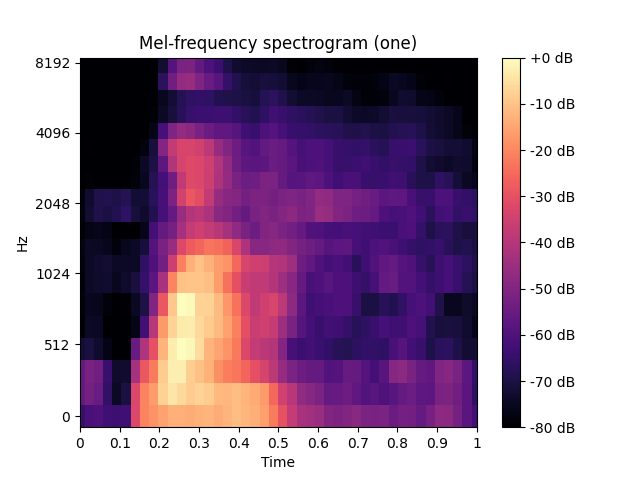 Mel-frequency spectrogram (one)
8192
4096
2048
1024
512
0
Hz
0 0.1 0.2 0.3 0.4 0.5 0.6 0.7 0.8 0.9 1
Time
+0 dB
-10 dB
-20 dB
-30 dB
-40 dB
-50 dB
-60 dB
-70 dB
-80 dB